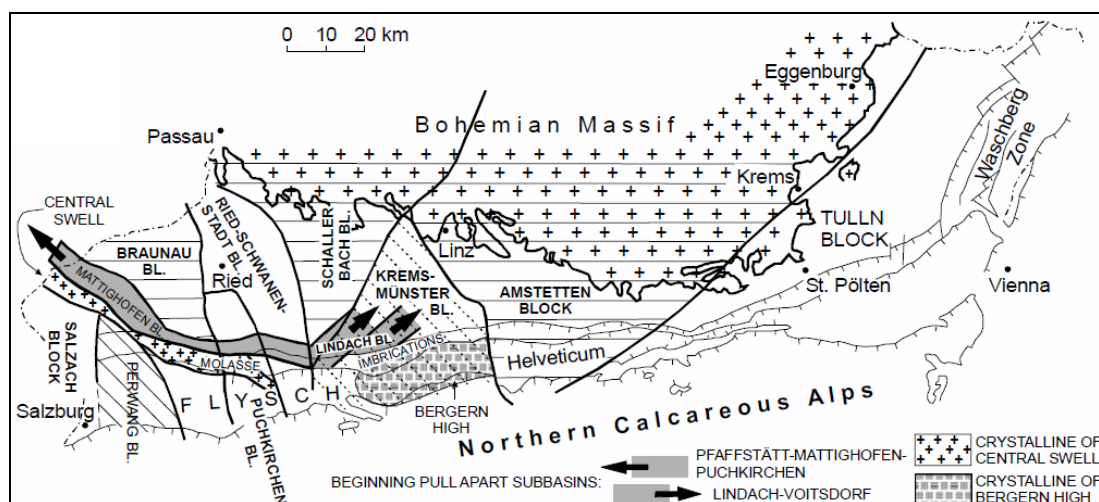 0 10 20 km
Eggenburg
Passau
Bohemian Massif
Waschberg
Zone
CENTRAL
SWELL
Krems
RIED-SCHWANEN-
STADT BL.
SCHALLER
BACH BL.
TULLN
BLOCK
BRAUNAU
BL.
Linz
MATTIGHOFEN BL.
Ried
KREMS-
MÜNSTER
BL.
AMSTETTEN
BLOCK
St. Pölten
Vienna
SALZACH
BLOCK
LINDACH BL.
IMBRICATIONS
MOLASSE
Helveticum
PERWANG BL.
FLYSCH
Salzburg
PUCHKIRCHEN
BL.
BERGERN
HIGH
Northern Calcareous Alps
BEGINNING PULL APART SUBBASINS:
PFAFFSTÄTT-MATTIGHOFEN-
PUCHKIRCHEN
LINDACH-VOITSDORF
CRYSTALLINE OF
CENTRAL SWELL
CRYSTALLINE OF
BERGERN HIGH